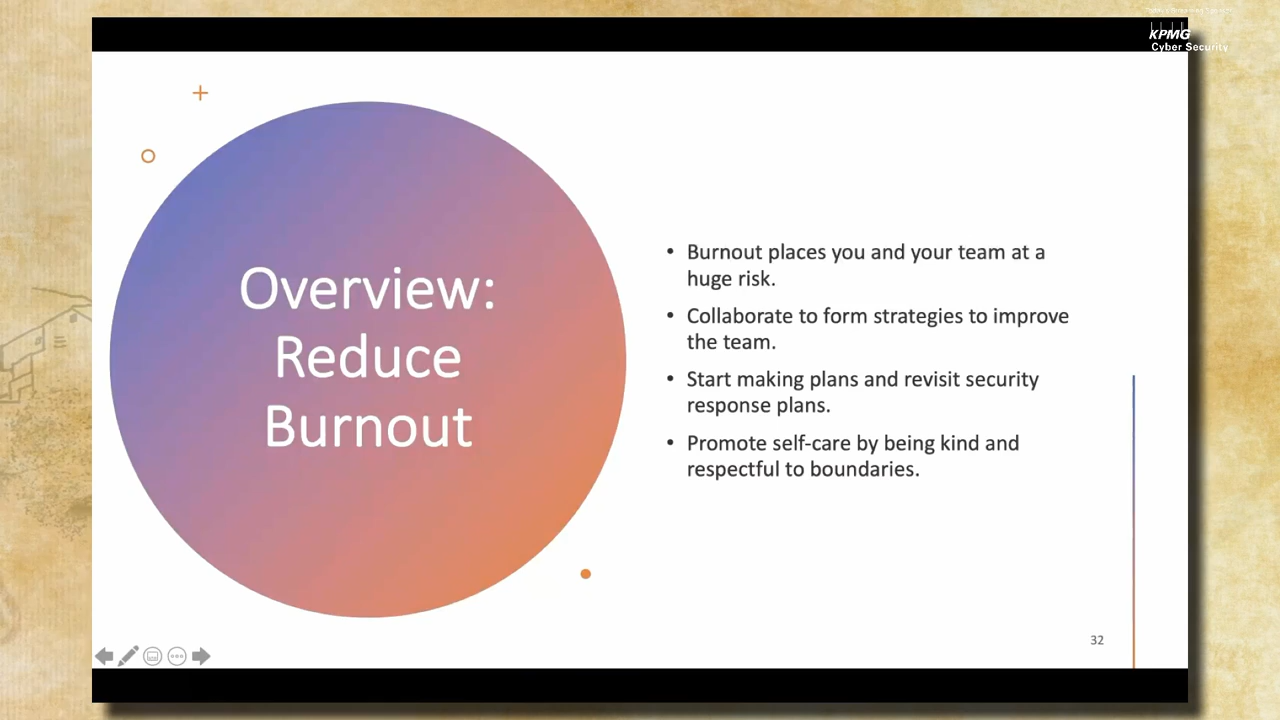 KPMG
Cyber Security
Overview:
Reduce
Burnout
• Burnout places you and your team at a
huge risk.
• Collaborate to form strategies to improve
the team.
• Start making plans and revisit security
response plans.
• Promote self-care by being kind and
respectful to boundaries.
32